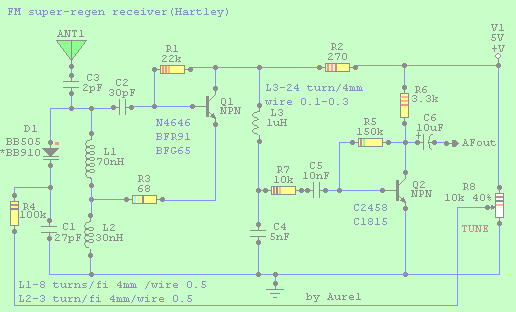 FM super-regen receiver(Hartley)
ANT1
V1
5V
+V
R1
22k
R2
270
C3
2pF
C2
30pF
L3-24 turn/4mm
wire 0.1-0.3
R6
3.3k
Q1
NPN
N4646
BFR91
BFG65
L3
1uH
R5
150k
C6
10uF
AFout
D1
BB505
*BB910
L1
70nH
R3
68
R7
10k
C5
10nF
Q2
NPN
C2458
C1815
R8
10k 40%
TUNE
R4
100k
C1
27pF
L2
30nH
C4
5nF
L1-8 turns/fi 4mm /wire 0.5
L2-3 turn/fi 4mm/wire 0.5
by Aurel